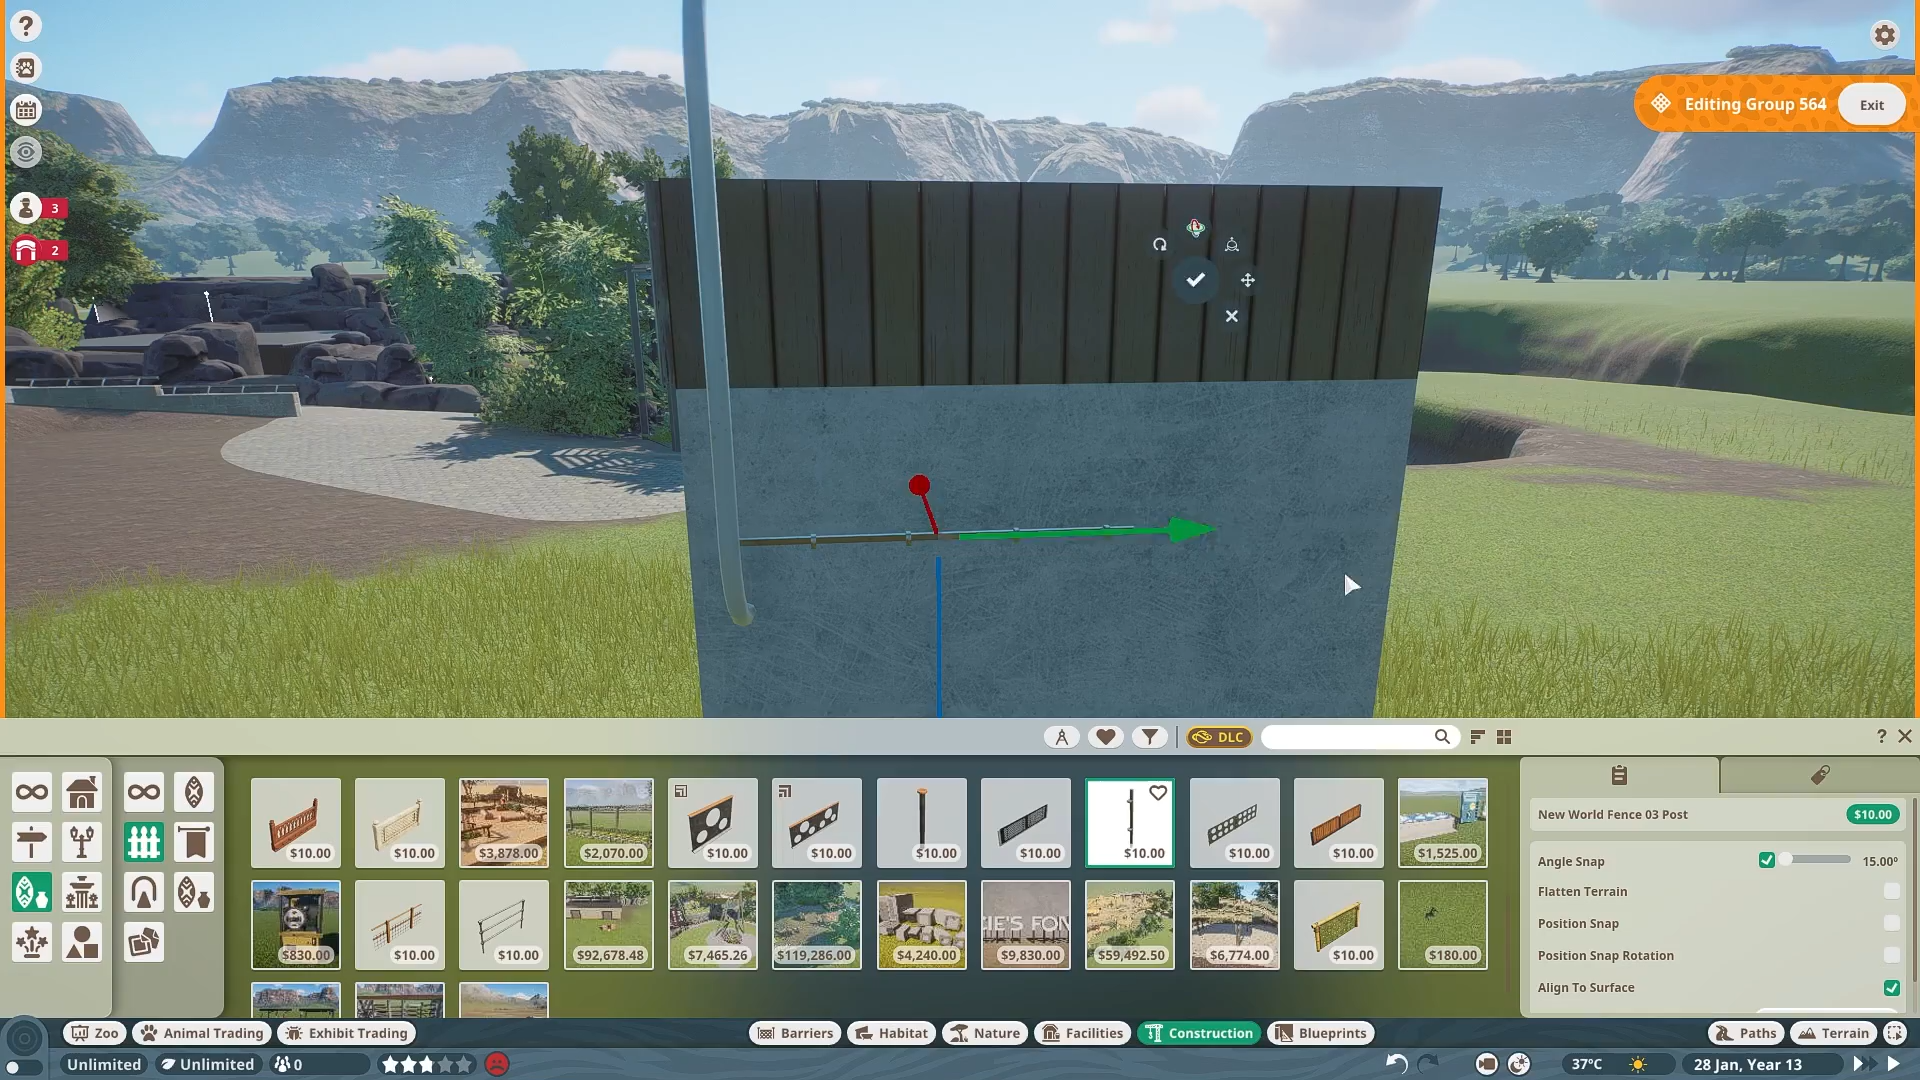 ?
Editing Group 564
Exit
3
2
DLC
?
$10.00
$10.00
$3,878.00
$2,070.00
$10.00
$10.00
$10.00
$10.00
$10.00
$10.00
$10.00
$1,525.00
$830.00
$10.00
$10.00
$92,678.48
$7,465.26
$119,286.00
$4,240.00
$9,830.00
$59,492.50
$6,774.00
$10.00
$180.00
New World Fence 03 Post
$10.00
Angle Snap
15.00°
Flatten Terrain
Position Snap
Position Snap Rotation
Align To Surface
Zoo
Animal Trading
Exhibit Trading
Barriers
Habitat
Nature
Facilities
Construction
Blueprints
Paths
Terrain
Unlimited
Unlimited
0
37°C
28 Jan, Year 13